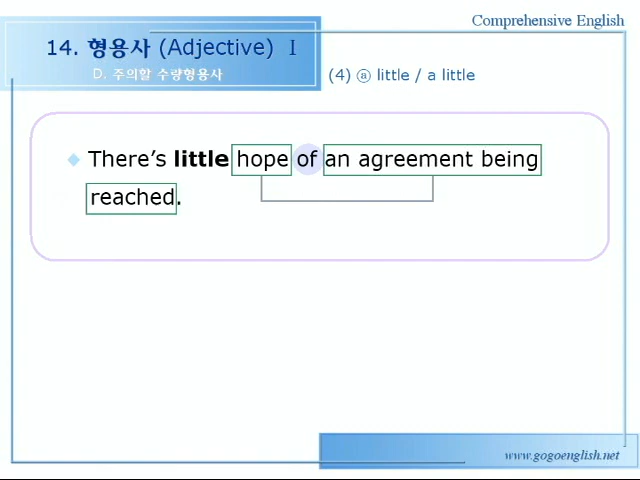 Comprehensive English
14. 형용사 (Adjective) Ⅰ
D. 주의할 수량형용사
(4) ⓐ little / a little
◆ There's little hope of an agreement being
reached.
www.gogoenglish.net